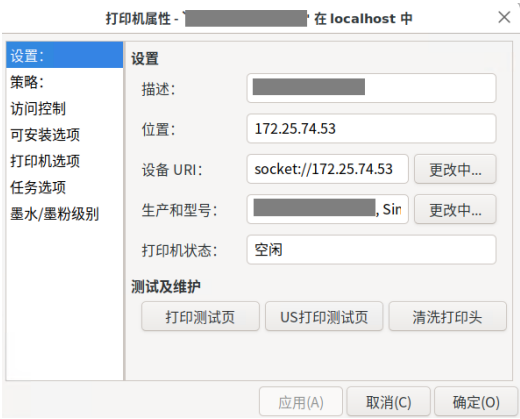 打印机属性 - ' ' 在 localhost 中
设置:
策略:
访问控制
可安装选项
打印机选项
任务选项
墨水/墨粉级别
设置
描述:
位置: 172.25.74.53
设备 URI: socket://172.25.74.53 更改中...
生产和型号: , Sin 更改中...
打印机状态: 空闲
测试及维护
打印测试页 US打印测试页 清洗打印头
应用(A) 取消(C) 确定(O)